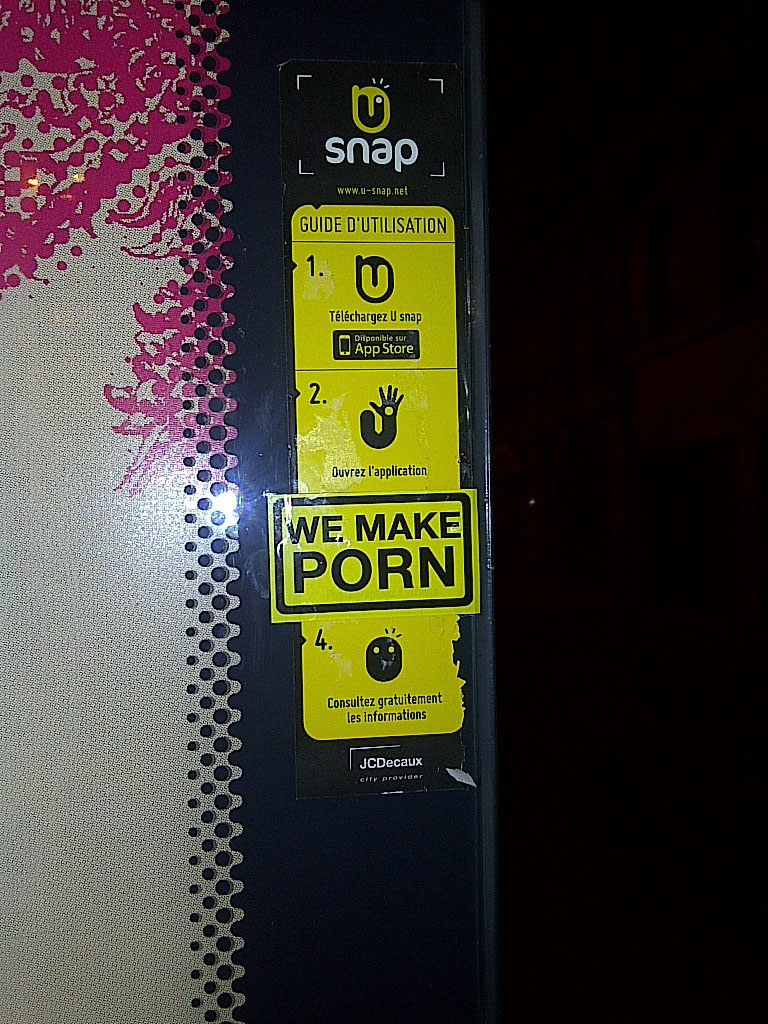 U
snap
www.u-snap.net
GUIDE D'UTILISATION
1.
U
Téléchargez U snap
Disponible sur
App Store
2.
Ouvrez l'application
WE MAKE
PORN
4.
Consultez gratuitement
les informations
JCDecaux
city provider